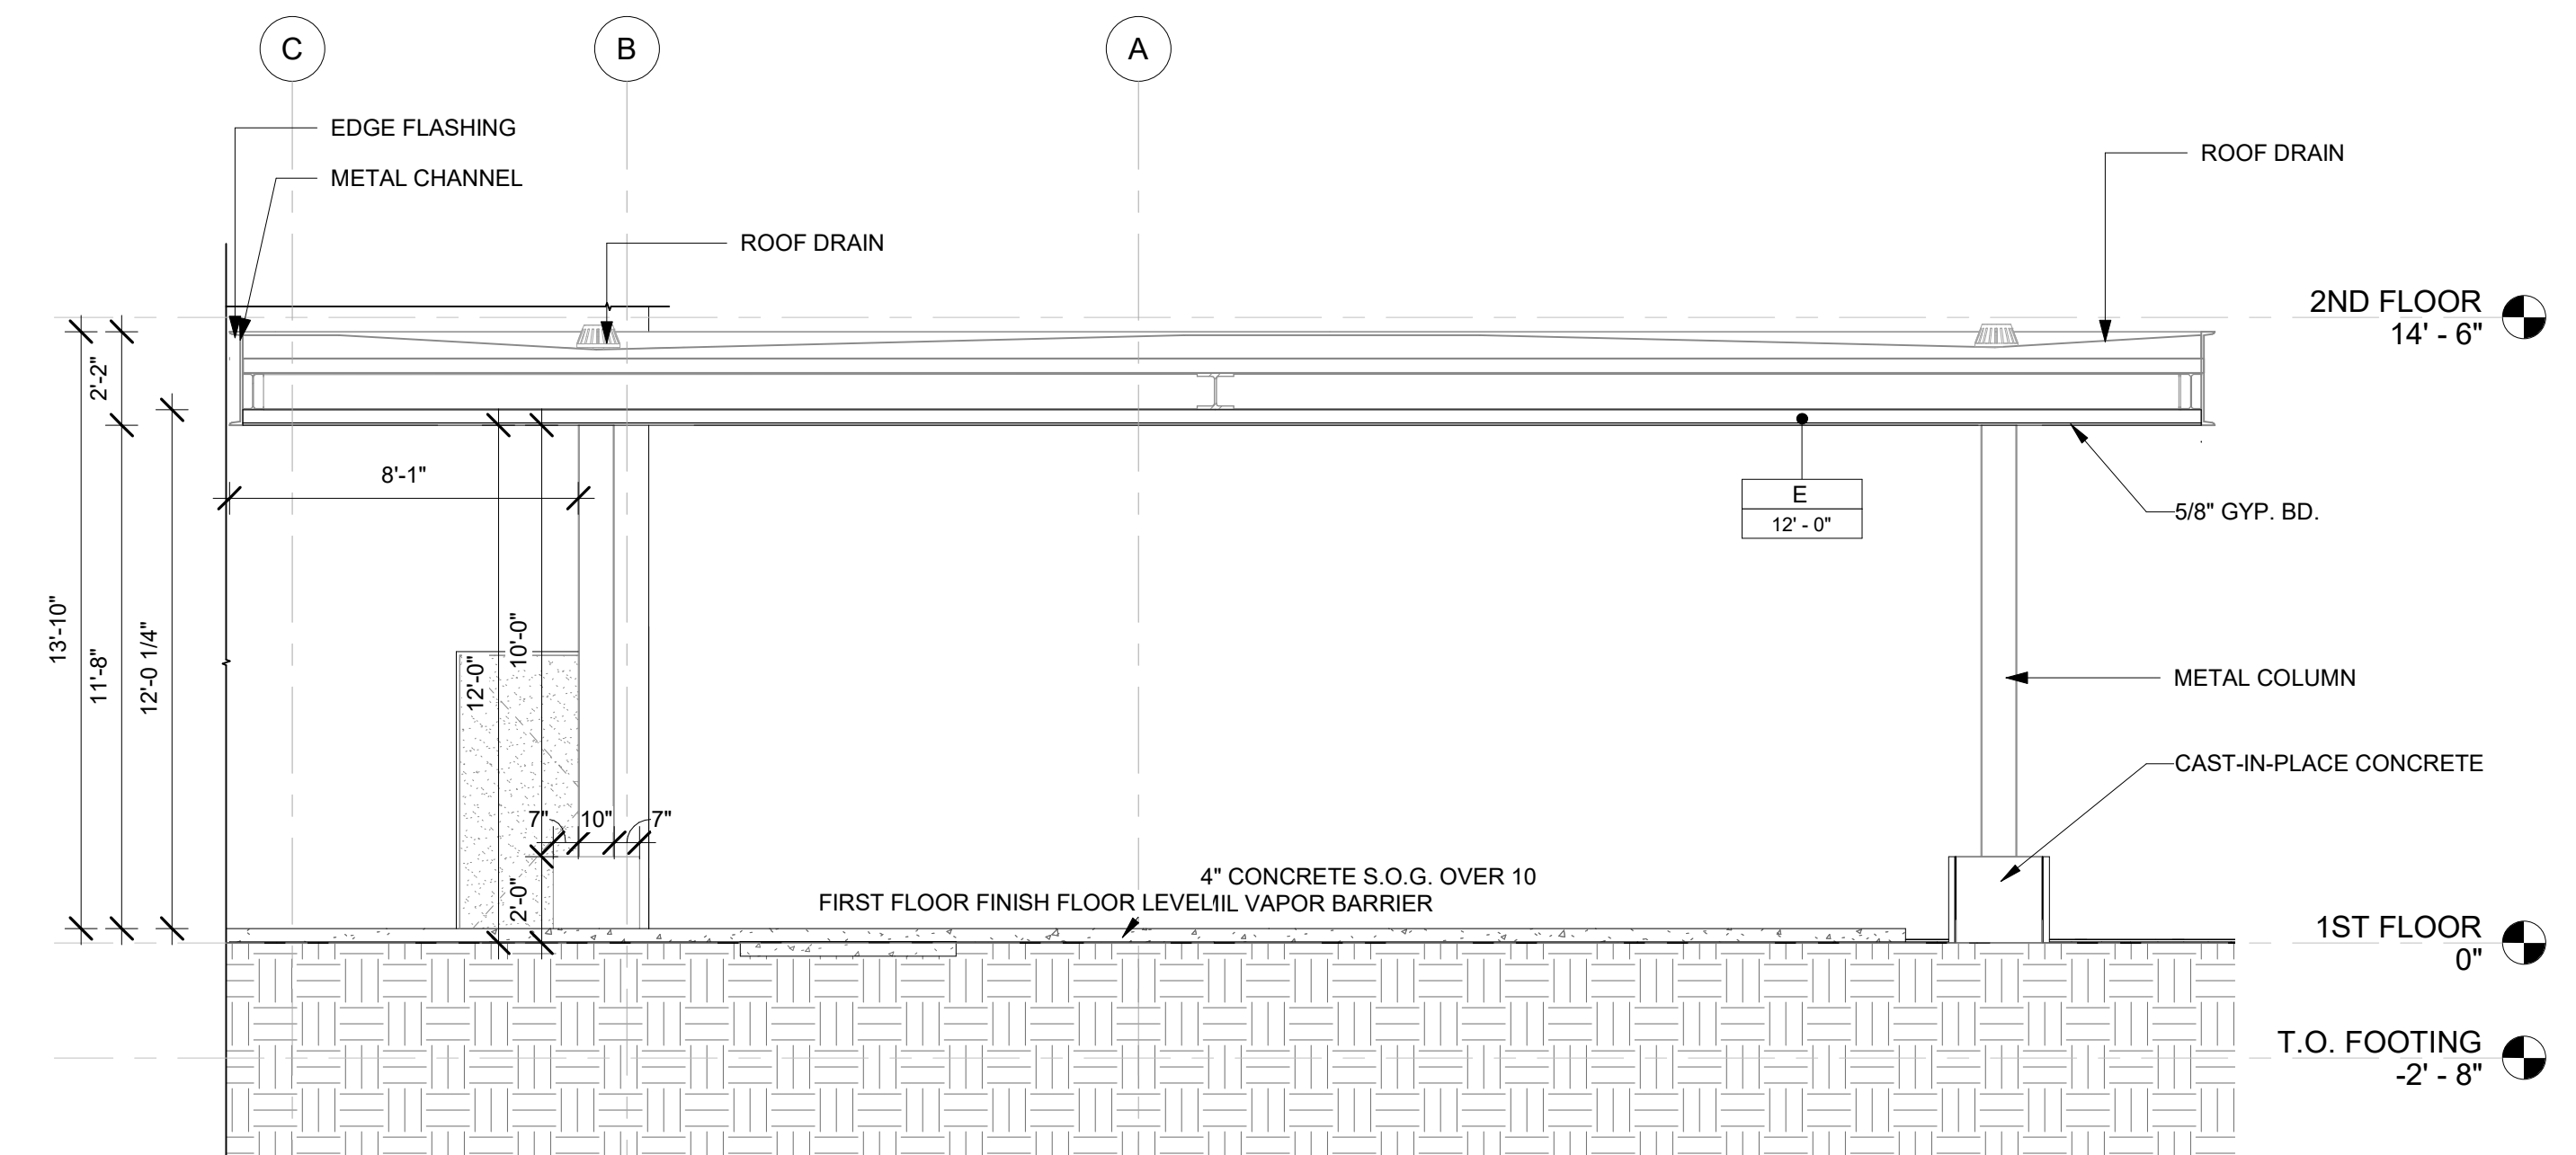 C
B
A
EDGE FLASHING
METAL CHANNEL
ROOF DRAIN
ROOF DRAIN
2ND FLOOR
14' - 6"
2'-2"
8'-1"
E
12' - 0"
5/8" GYP. BD.
13'-10"
11'-8"
12'-0 1/4"
12'-0"
10'-0"
METAL COLUMN
CAST-IN-PLACE CONCRETE
7"
10"
7"
2'-0"
4" CONCRETE S.O.G. OVER 10
FIRST FLOOR FINISH FLOOR LEVEL
VAPOR BARRIER
1ST FLOOR
0"
T.O. FOOTING
-2' - 8"